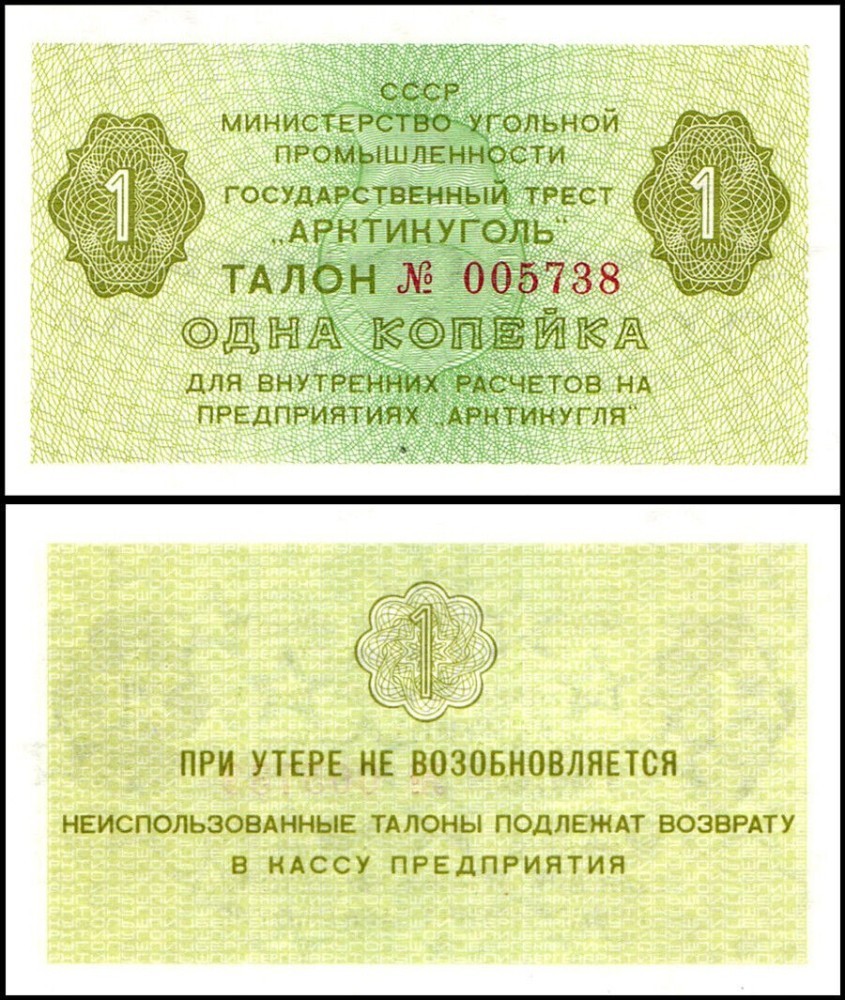 СССР
МИНИСТЕРСТВО УГОЛЬНОЙ
ПРОМЫШЛЕННОСТИ
ГОСУДАРСТВЕННЫЙ ТРЕСТ
„АРКТИКУГОЛЬ"
1
1
ТАЛОН № 005738
ОДНА КОПЕЙКА
ДЛЯ ВНУТРЕННИХ РАСЧЕТОВ НА
ПРЕДПРИЯТИЯХ „АРКТИКУГЛЯ"
1
ПРИ УТЕРЕ НЕ ВОЗОБНОВЛЯЕТСЯ
НЕИСПОЛЬЗОВАННЫЕ ТАЛОНЫ ПОДЛЕЖАТ ВОЗВРАТУ
В КАССУ ПРЕДПРИЯТИЯ